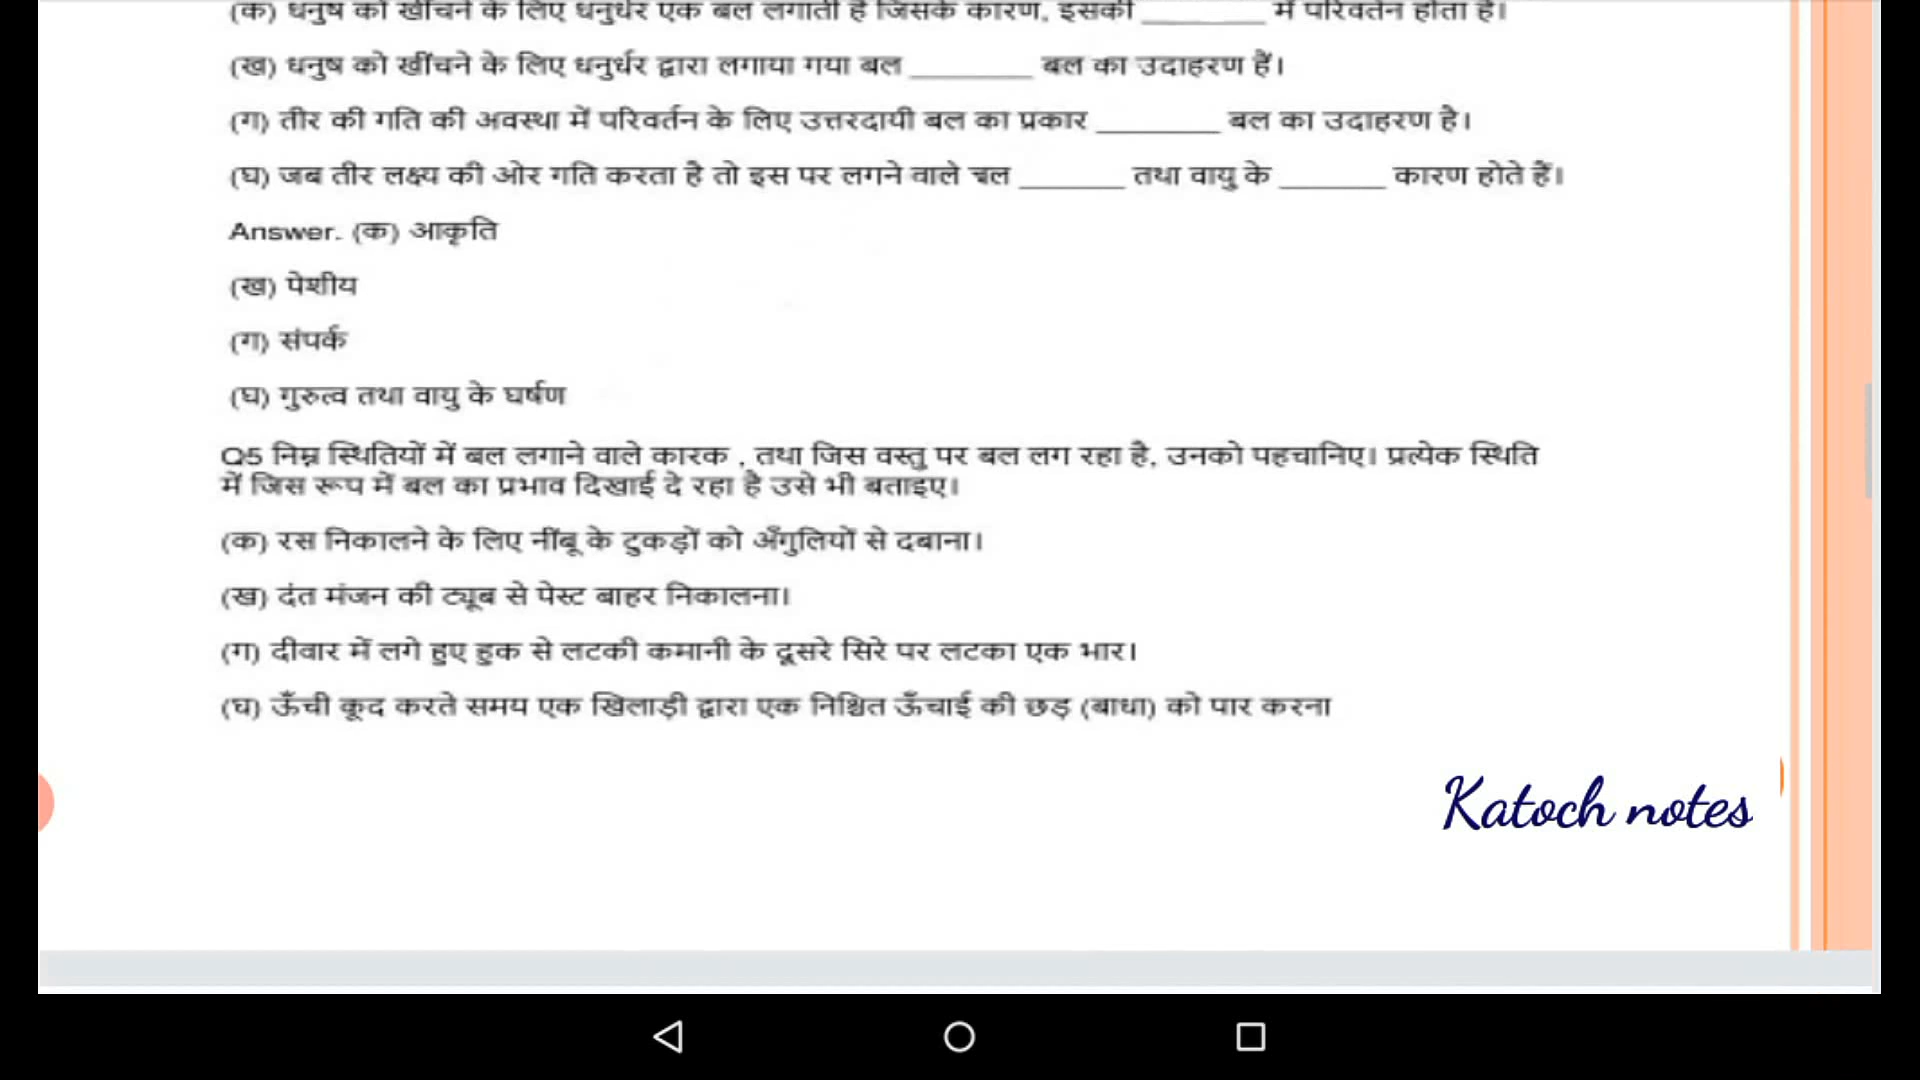 (क) धनुष को खींचने के लिए धनुर्धर एक बल लगाती है जिसके कारण, इसकी ________ में परिवर्तन होता है।
(ख) धनुष को खींचने के लिए धनुर्धर द्वारा लगाया गया बल ________ बल का उदाहरण हैं।
(ग) तीर की गति की अवस्था में परिवर्तन के लिए उत्तरदायी बल का प्रकार ________ बल का उदाहरण है।
(घ) जब तीर लक्ष्य की ओर गति करता है तो इस पर लगने वाले बल _______ तथा वायु के _______ कारण होते हैं।
Answer. (क) आकृति
(ख) पेशीय
(ग) संपर्क
(घ) गुरुत्व तथा वायु के घर्षण
Q5 निम्न स्थितियों में बल लगाने वाले कारक , तथा जिस वस्तु पर बल लग रहा है, उनको पहचानिए। प्रत्येक स्थिति
में जिस रूप में बल का प्रभाव दिखाई दे रहा है उसे भी बताइए।
(क) रस निकालने के लिए नींबू के टुकड़ों को अँगुलियों से दबाना।
(ख) दंत मंजन की ट्यूब से पेस्ट बाहर निकालना।
(ग) दीवार में लगे हुए हुक से लटकी कमानी के दूसरे सिरे पर लटका एक भार।
(घ) ऊँची कूद करते समय एक खिलाड़ी द्वारा एक निश्चित ऊँचाई की छड़ (बाधा) को पार करना
Katoch notes